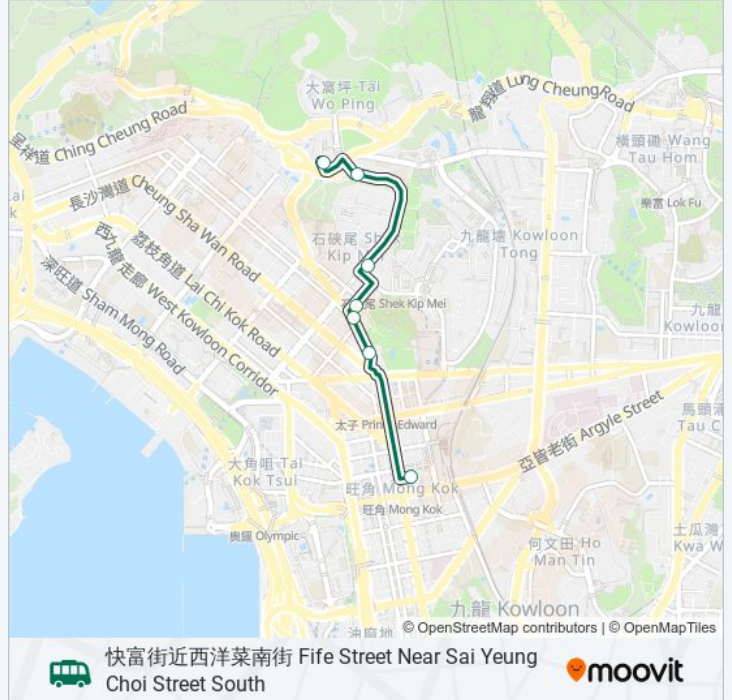 大窩坪 Tai
Wo Ping
龍翔道 Lung Cheung Road
呈祥道 Ching Cheung Road
橫頭磡 Wang
Tau Hom
長沙灣道 Cheung Sha Wan Road
樂富 Lok Fu
石硤尾 Sh
Kip M
九龍塘 Kowloon
Tong
荔枝角道 Lai Chi Kok Road
西九龍走廊 West Kowloon Corridor
深旺道 Sham Mong Road
尾 Shek Kip Mei
九龍
Kowloon
太子 Prin Edward
亞皆老街 Argyle Street
馬頭
Tau C
大角咀 Tai
Kok Tsui
旺角 Mong Kok
旺角 Mong Kok
奧運 Olympic
何文田 Ho
Man Tin
土瓜灣
Kwa W
九龍 Kowloon
油麻地
© OpenStreetMap contributors | © OpenMapTiles
快富街近西洋菜南街 Fife Street Near Sai Yeung
Choi Street South
moovit